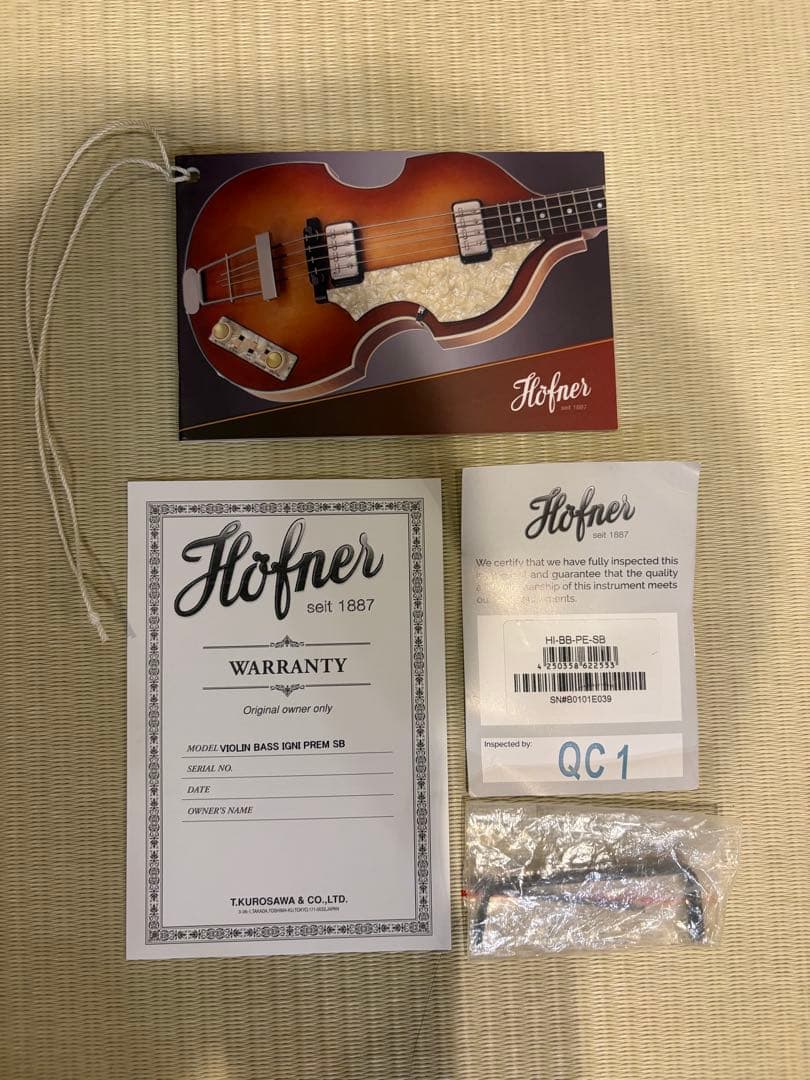 Höfner
seit 1887
Höfner
seit 1887
WARRANTY
Original owner only
MODEL VIOLIN BASS IGNI PREM SB
SERIAL NO.
DATE
OWNER'S NAME
T.KUROSAWA & CO.,LTD.
Höfner
seit 1887
We certify that we have fully inspected this
and guarantee that the quality
of this instrument meets
HI-BB-PE-SB
4 250358 622553
SN#B0101E039
Inspected by:
QC 1